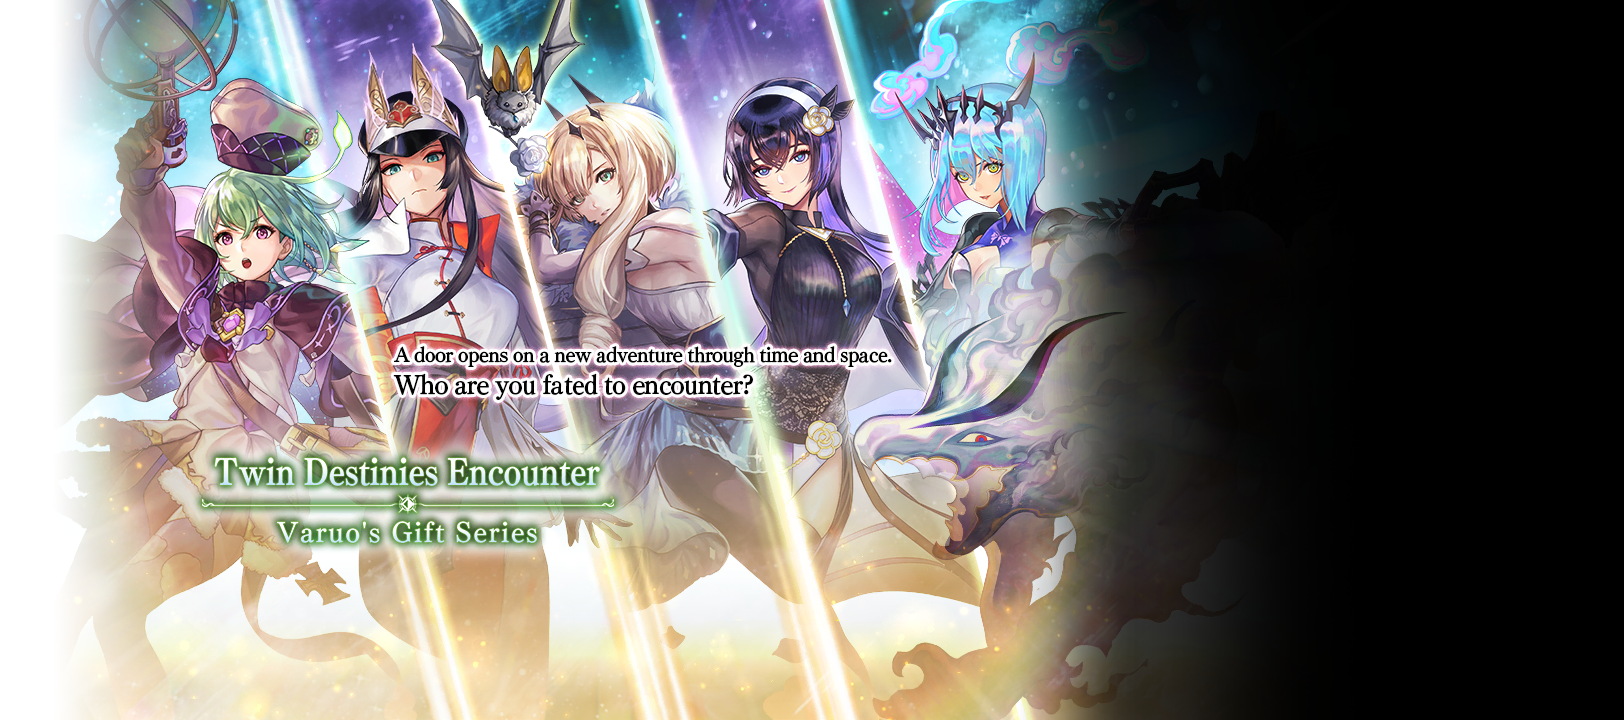 A door opens on a new adventure through time and space.
Who are you fated to encounter?
Twin Destinies Encounter
Varuo's Gift Series